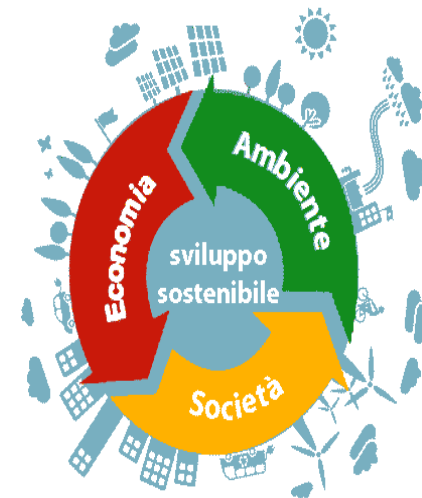 Ambiente
Economia
sviluppo
sostenibile
Società